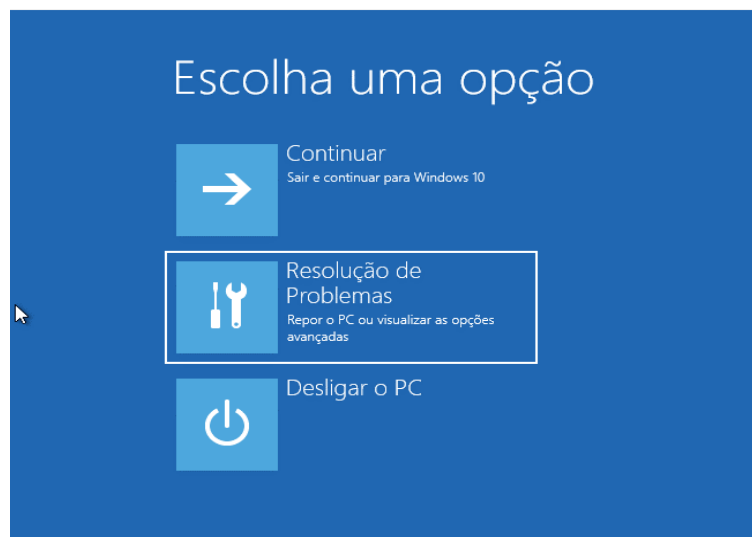 Escolha uma opção
Continuar
Sair e continuar para Windows 10
Resolução de
Problemas
Repor o PC ou visualizar as opções
avançadas
Desligar o PC